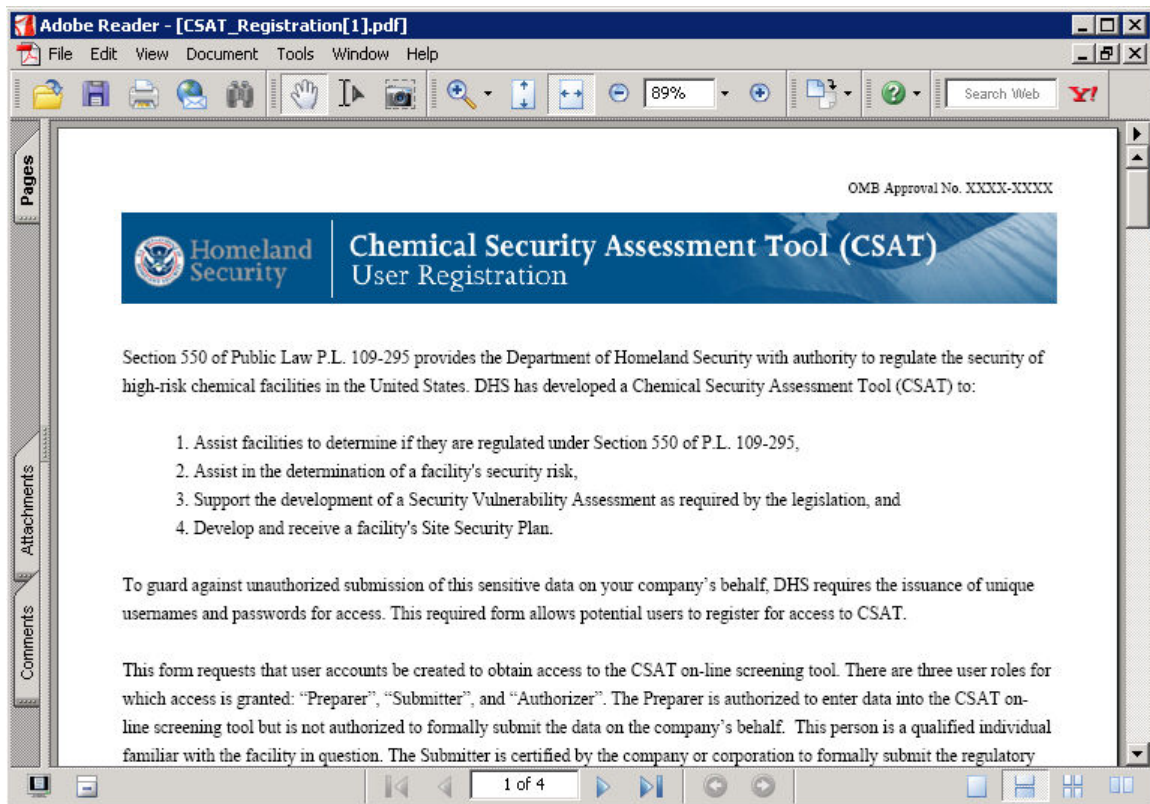 Adobe Reader - [CSAT_Registration[1].pdf]
File Edit View Document Tools Window Help
89%
Search Web
Y!
Pages
Attachments
Comments
OMB Approval No. XXXX-XXXX
Homeland
Security
Chemical Security Assessment Tool (CSAT)
User Registration
Section 550 of Public Law P.L. 109-295 provides the Department of Homeland Security with authority to regulate the security of
high-risk chemical facilities in the United States. DHS has developed a Chemical Security Assessment Tool (CSAT) to:
1. Assist facilities to determine if they are regulated under Section 550 of P.L. 109-295,
2. Assist in the determination of a facility's security risk,
3. Support the development of a Security Vulnerability Assessment as required by the legislation, and
4. Develop and receive a facility's Site Security Plan.
To guard against unauthorized submission of this sensitive data on your company’s behalf, DHS requires the issuance of unique
usernames and passwords for access. This required form allows potential users to register for access to CSAT.
This form requests that user accounts be created to obtain access to the CSAT on-line screening tool. There are three user roles for
which access is granted: “Preparer”, “Submitter”, and “Authorizer”. The Preparer is authorized to enter data into the CSAT on-
line screening tool but is not authorized to formally submit the data on the company’s behalf. This person is a qualified individual
familiar with the facility in question. The Submitter is certified by the company or corporation to formally submit the regulatory
1 of 4